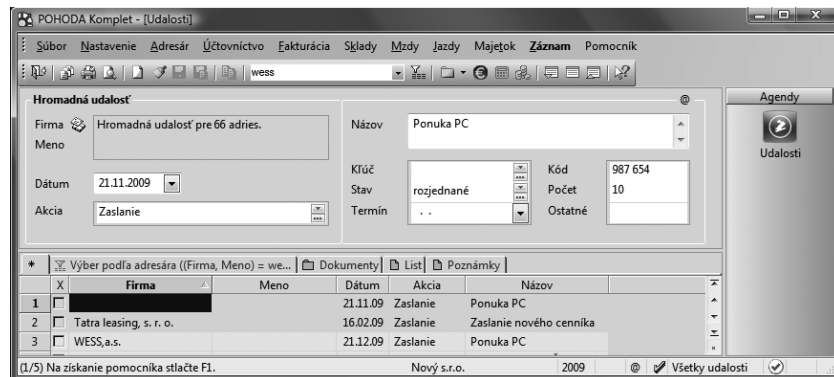 POHODA Komplet - [Udalosti]
Súbor Nastavenie Adresár Účtovníctvo Fakturácia Sklady Mzdy Jazdy Majetok Záznam Pomocník
wess
Hromadná udalosť @ Agendy
Firma Hromadná udalosť pre 66 adries. Názov Ponuka PC
Meno
Udalosti
Kľúč Kód 987 654
Dátum 21.11.2009 Stav rozjednané Počet 10
Akcia Zaslanie Termín . . Ostatné
* Výber podľa adresára ((Firma, Meno) = we... Dokumenty List Poznámky
X Firma Meno Dátum Akcia Názov
1 21.11.09 Zaslanie Ponuka PC
2 Tatra leasing, s. r. o. 16.02.09 Zaslanie Zaslanie nového cenníka
3 WESS,a.s. 21.12.09 Zaslanie Ponuka PC
(1/5) Na získanie pomocníka stlačte F1. Nový s.r.o. 2009 @ Všetky udalosti